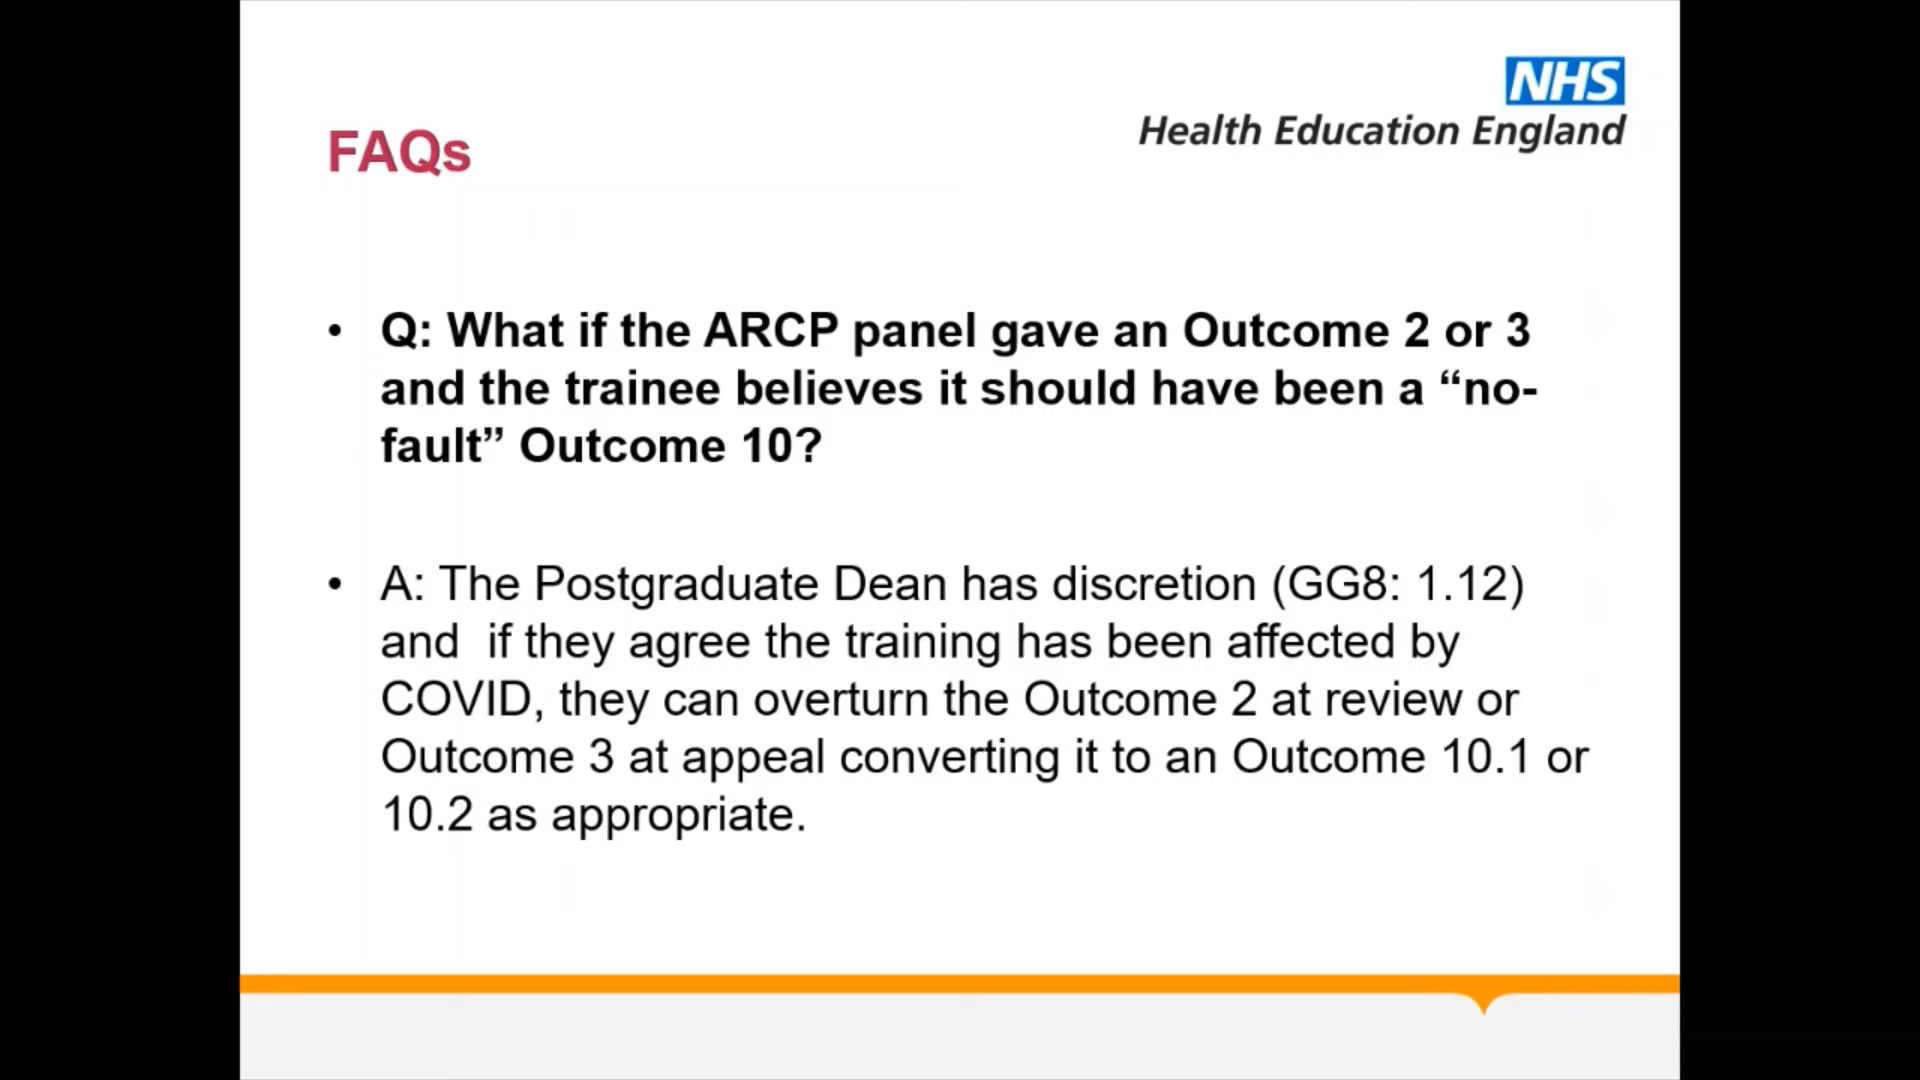 NHS
Health Education England
FAQs
• Q: What if the ARCP panel gave an Outcome 2 or 3
and the trainee believes it should have been a “no-
fault” Outcome 10?
• A: The Postgraduate Dean has discretion (GG8: 1.12)
and  if they agree the training has been affected by
COVID, they can overturn the Outcome 2 at review or
Outcome 3 at appeal converting it to an Outcome 10.1 or
10.2 as appropriate.